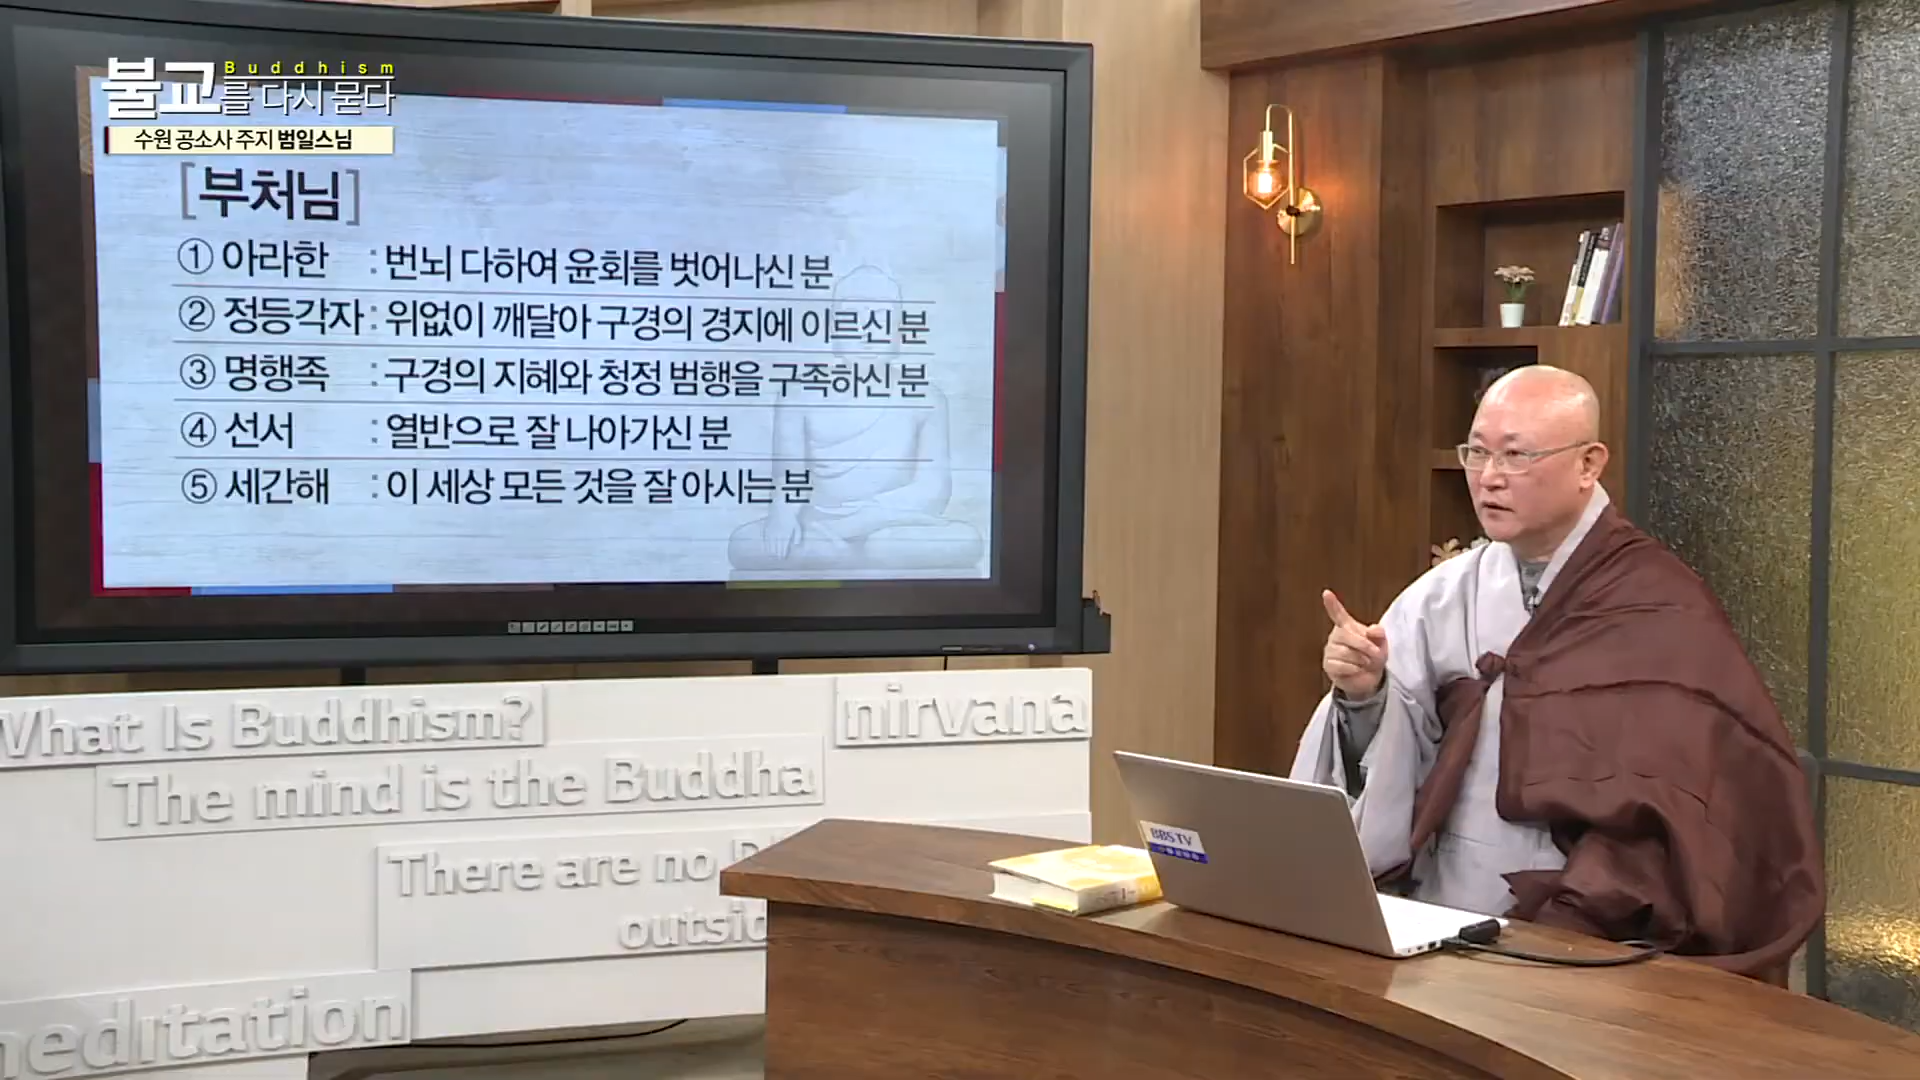 Buddhism
불교를 다시 묻다
수원 공소사 주지 범일스님
[부처님]
① 아라한 : 번뇌 다하여 윤회를 벗어나신 분
② 정등각자 : 위없이 깨달아 구경의 경지에 이르신 분
③ 명행족 : 구경의 지혜와 청정 범행을 구족하신 분
④ 선서 : 열반으로 잘 나아가신 분
⑤ 세간해 : 이 세상 모든 것을 잘 아시는 분
What Is Buddhism?
nirvana
The mind is the Buddha
There are no
outsid
meditation
BBS TV